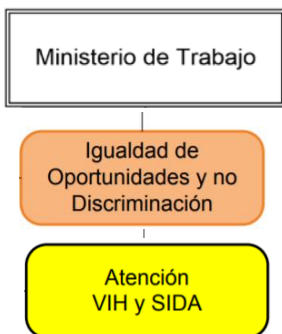 Ministerio de Trabajo
Igualdad de
Oportunidades y no
Discriminación
Atención
VIH y SIDA